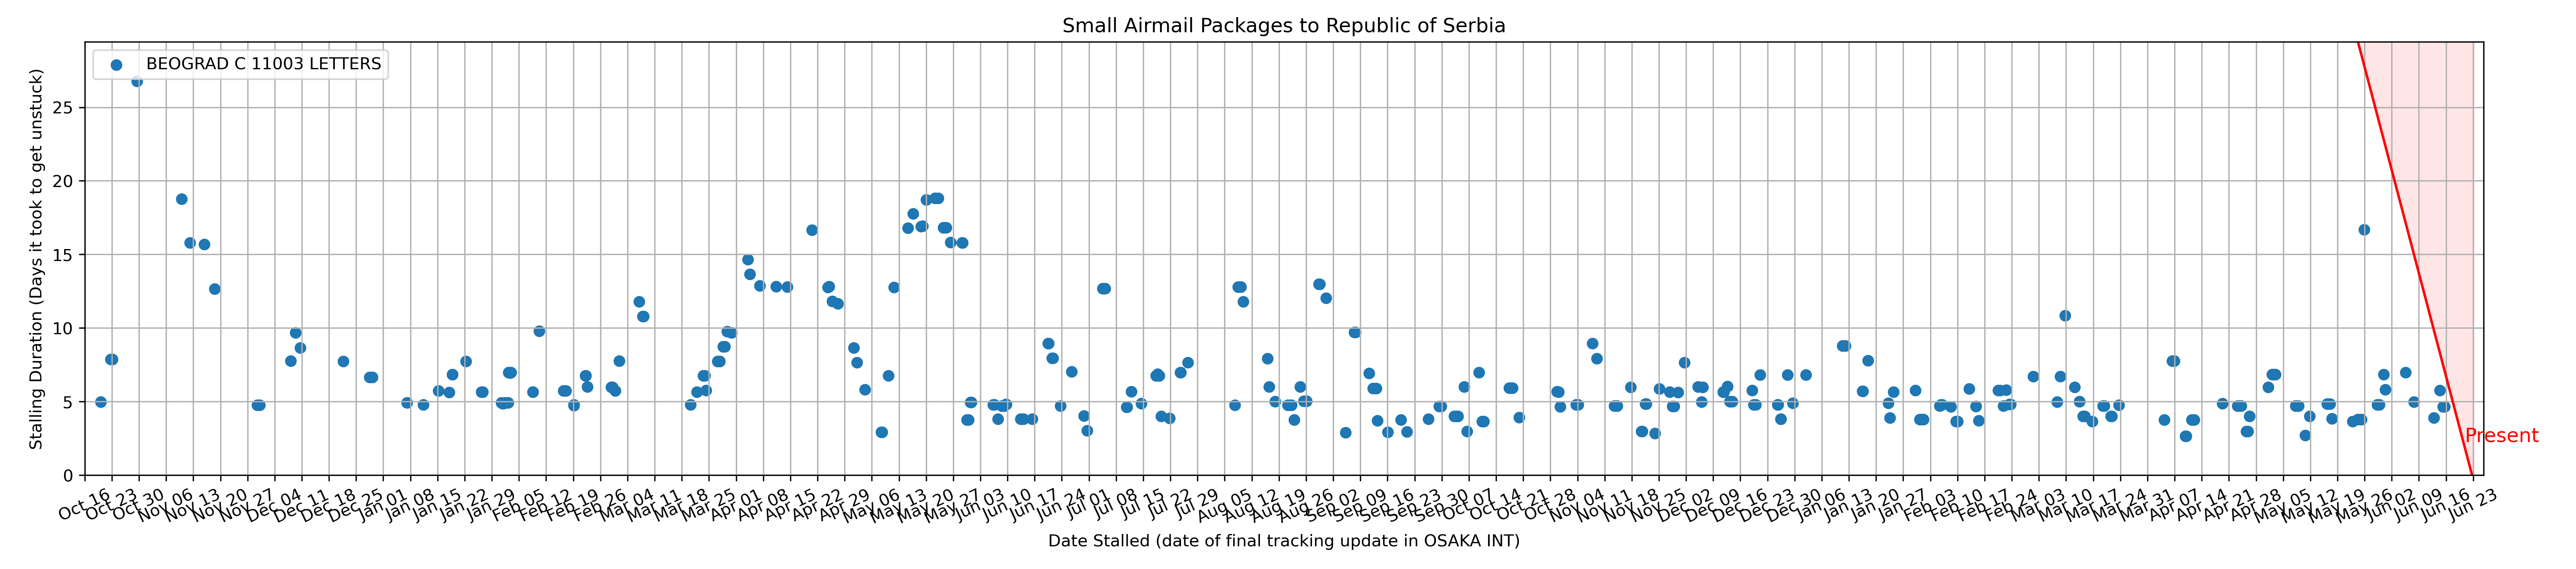 Small Airmail Packages to Republic of Serbia
BEOGRAD C 11003 LETTERS
Stalling Duration (Days it took to get unstuck)
25
20
15
10
5
0
Present
Oct 16
Oct 23
Oct 30
Nov 06
Nov 13
Nov 20
Nov 27
Dec 04
Dec 11
Dec 18
Dec 25
Jan 01
Jan 08
Jan 15
Jan 22
Jan 29
Feb 05
Feb 12
Feb 19
Feb 26
Mar 04
Mar 11
Mar 18
Mar 25
Apr 01
Apr 08
Apr 15
Apr 22
Apr 29
May 06
May 13
May 20
May 27
Jun 03
Jun 10
Jun 17
Jun 24
Jul 01
Jul 08
Jul 15
Jul 22
Jul 29
Aug 05
Aug 12
Aug 19
Aug 26
Sep 02
Sep 09
Sep 16
Sep 23
Sep 30
Oct 07
Oct 14
Oct 21
Oct 28
Nov 04
Nov 11
Nov 18
Nov 25
Dec 02
Dec 09
Dec 16
Dec 23
Dec 30
Jan 06
Jan 13
Jan 20
Jan 27
Feb 03
Feb 10
Feb 17
Feb 24
Mar 03
Mar 10
Mar 17
Mar 24
Mar 31
Apr 07
Apr 14
Apr 21
Apr 28
May 05
May 12
May 19
May 26
Jun 02
Jun 09
Jun 16
Jun 23
Date Stalled (date of final tracking update in OSAKA INT)